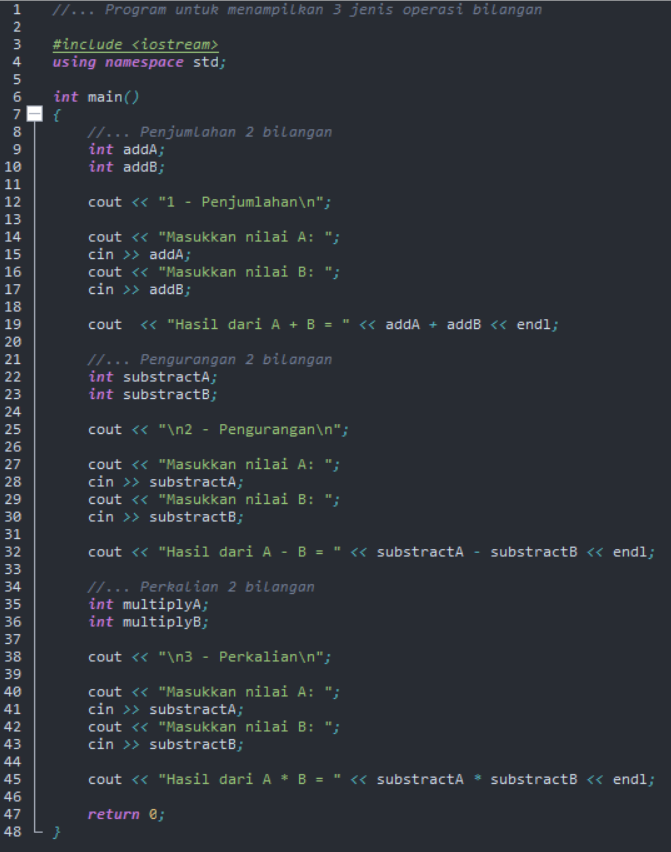 1 //... Program untuk menampilkan 3 jenis operasi bilangan
2
3 #include <iostream>
4 using namespace std;
5
6 int main()
7 {
8 //... Penjumlahan 2 bilangan
9 int addA;
10 int addB;
11
12 cout << "1 - Penjumlahan\n";
13
14 cout << "Masukkan nilai A: ";
15 cin >> addA;
16 cout << "Masukkan nilai B: ";
17 cin >> addB;
18
19 cout  << "Hasil dari A + B = " << addA + addB << endl;
20
21 //... Pengurangan 2 bilangan
22 int substractA;
23 int substractB;
24
25 cout << "\n2 - Pengurangan\n";
26
27 cout << "Masukkan nilai A: ";
28 cin >> substractA;
29 cout << "Masukkan nilai B: ";
30 cin >> substractB;
31
32 cout << "Hasil dari A - B = " << substractA - substractB << endl;
33
34 //... Perkalian 2 bilangan
35 int multiplyA;
36 int multiplyB;
37
38 cout << "\n3 - Perkalian\n";
39
40 cout << "Masukkan nilai A: ";
41 cin >> substractA;
42 cout << "Masukkan nilai B: ";
43 cin >> substractB;
44
45 cout << "Hasil dari A * B = " << substractA * substractB << endl;
46
47 return 0;
48 }